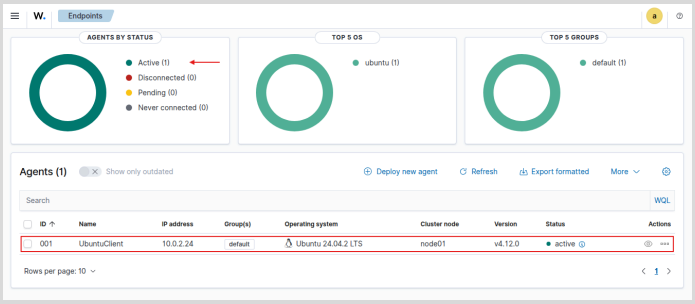 W. Endpoints a
AGENTS BY STATUS
Active (1)
Disconnected (0)
Pending (0)
Never connected (0)
TOP 5 OS
ubuntu (1)
TOP 5 GROUPS
default (1)
Agents (1) Show only outdated Deploy new agent Refresh Export formatted More
Search WQL
ID Name IP address Group(s) Operating system Cluster node Version Status Actions
001 UbuntuClient 10.0.2.24 default Ubuntu 24.04.2 LTS node01 v4.12.0 active
Rows per page: 10 1